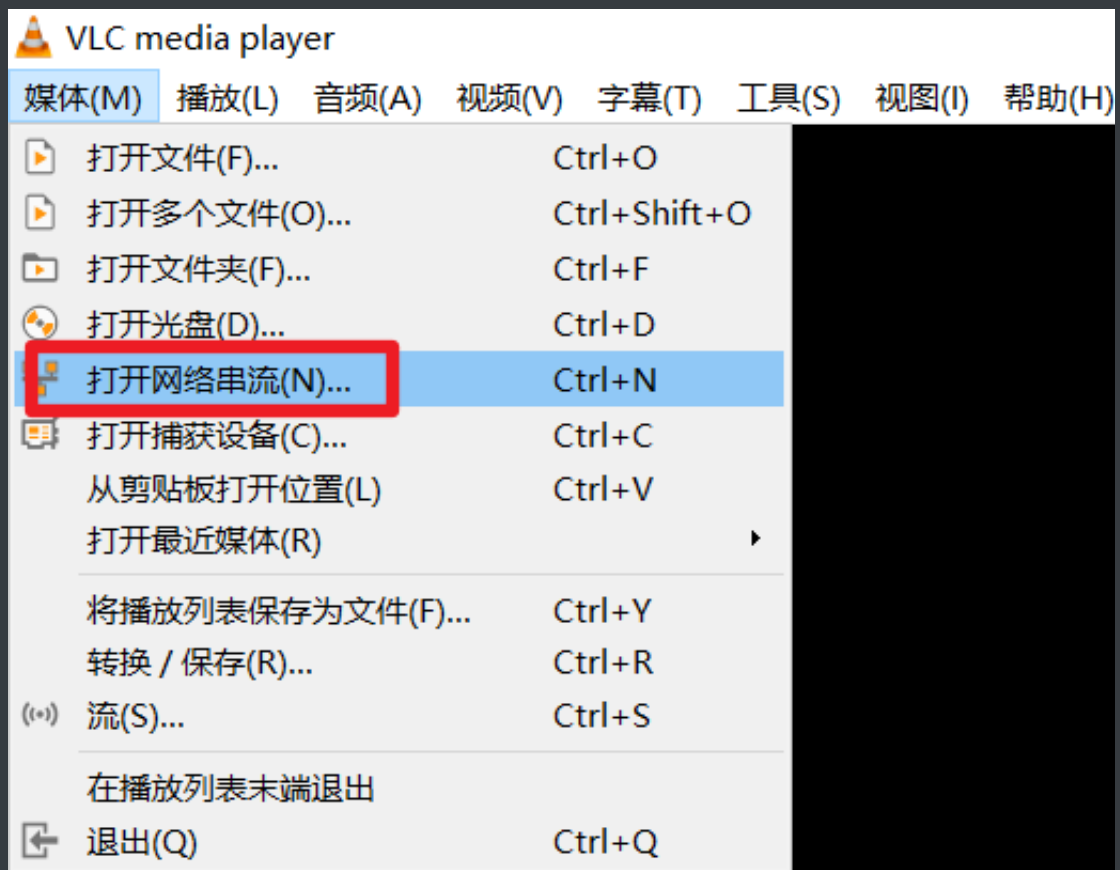 VLC media player
媒体(M) 播放(L) 音频(A) 视频(V) 字幕(T) 工具(S) 视图(I) 帮助(H)
打开文件(F)... Ctrl+O
打开多个文件(O)... Ctrl+Shift+O
打开文件夹(F)... Ctrl+F
打开光盘(D)... Ctrl+D
打开网络串流(N)... Ctrl+N
打开捕获设备(C)... Ctrl+C
从剪贴板打开位置(L) Ctrl+V
打开最近媒体(R)
将播放列表保存为文件(F)... Ctrl+Y
转换 / 保存(R)... Ctrl+R
流(S)... Ctrl+S
在播放列表末端退出
退出(Q) Ctrl+Q